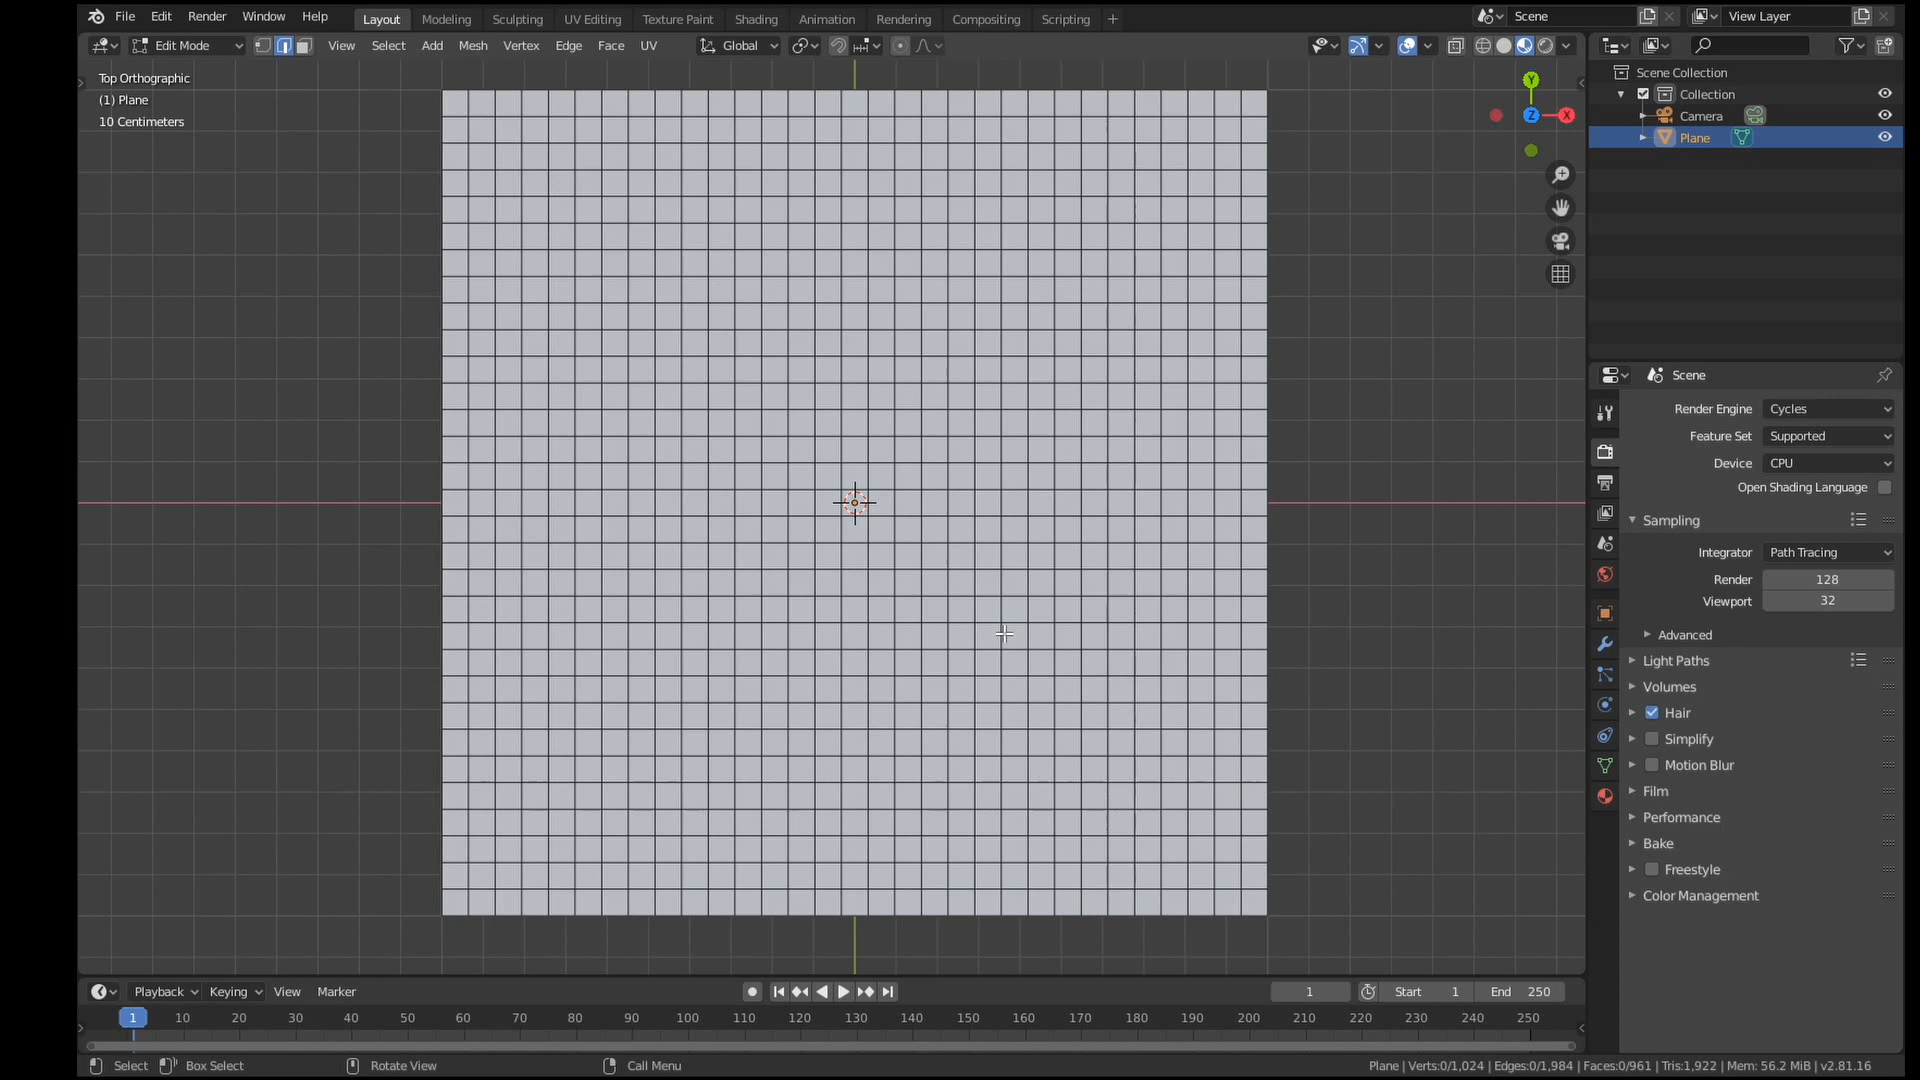 File Edit Render Window Help Layout Modeling Sculpting UV Editing Texture Paint Shading Animation Rendering Compositing Scripting + Scene View Layer
Edit Mode View Select Add Mesh Vertex Edge Face UV Global
Top Orthographic
(1) Plane
10 Centimeters
Y
Z
X
Scene Collection
Collection
Camera
Plane
Scene
Render Engine Cycles
Feature Set Supported
Device CPU
Open Shading Language
Sampling
Integrator Path Tracing
Render 128
Viewport 32
Advanced
Light Paths
Volumes
Hair
Simplify
Motion Blur
Film
Performance
Bake
Freestyle
Color Management
Playback Keying View Marker 1 Start 1 End 250
1 10 20 30 40 50 60 70 80 90 100 110 120 130 140 150 160 170 180 190 200 210 220 230 240 250
Select Box Select Rotate View Call Menu Plane | Verts:0/1,024 | Edges:0/1,984 | Faces:0/961 | Tris:1,922 | Mem: 56.2 MiB | v2.81.16